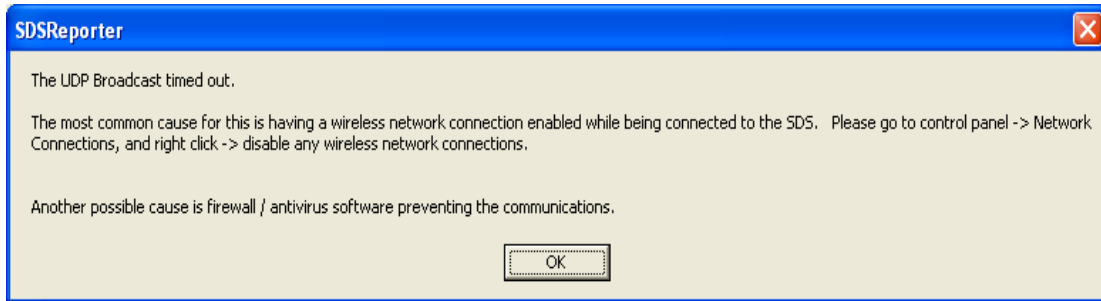 SDSReporter
The UDP Broadcast timed out.
The most common cause for this is having a wireless network connection enabled while being connected to the SDS. Please go to control panel -> Network
Connections, and right click -> disable any wireless network connections.
Another possible cause is firewall / antivirus software preventing the communications.
OK